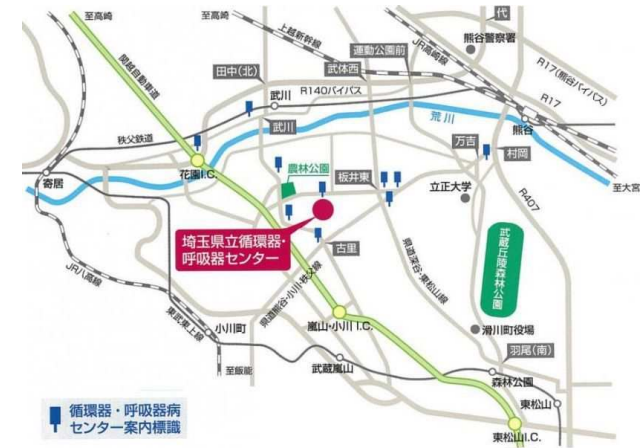 至高崎
至高崎
代
熊谷警察署
上越新幹線
運動公園前
JR高崎線
R17(熊谷バイパス)
関越自動車道
田中(北)
武体西
R140バイパス
R17
武川
秩父鉄道
武川
荒川
熊谷
万吉
村岡
花園I.C.
農林公園
板井東
寄居
立正大学
至大宮
R407
埼玉県立循環器・
呼吸器センター
古里
武蔵丘陵森林公園
県道深谷・東松山線
JR八高線
県道熊谷・小川・秩父線
東武東上線
小川町
嵐山・小川I.C.
滑川町役場
至飯能
武蔵嵐山
羽尾(南)
森林公園
東松山
東松山I.C.
循環器・呼吸器病
センター案内標識